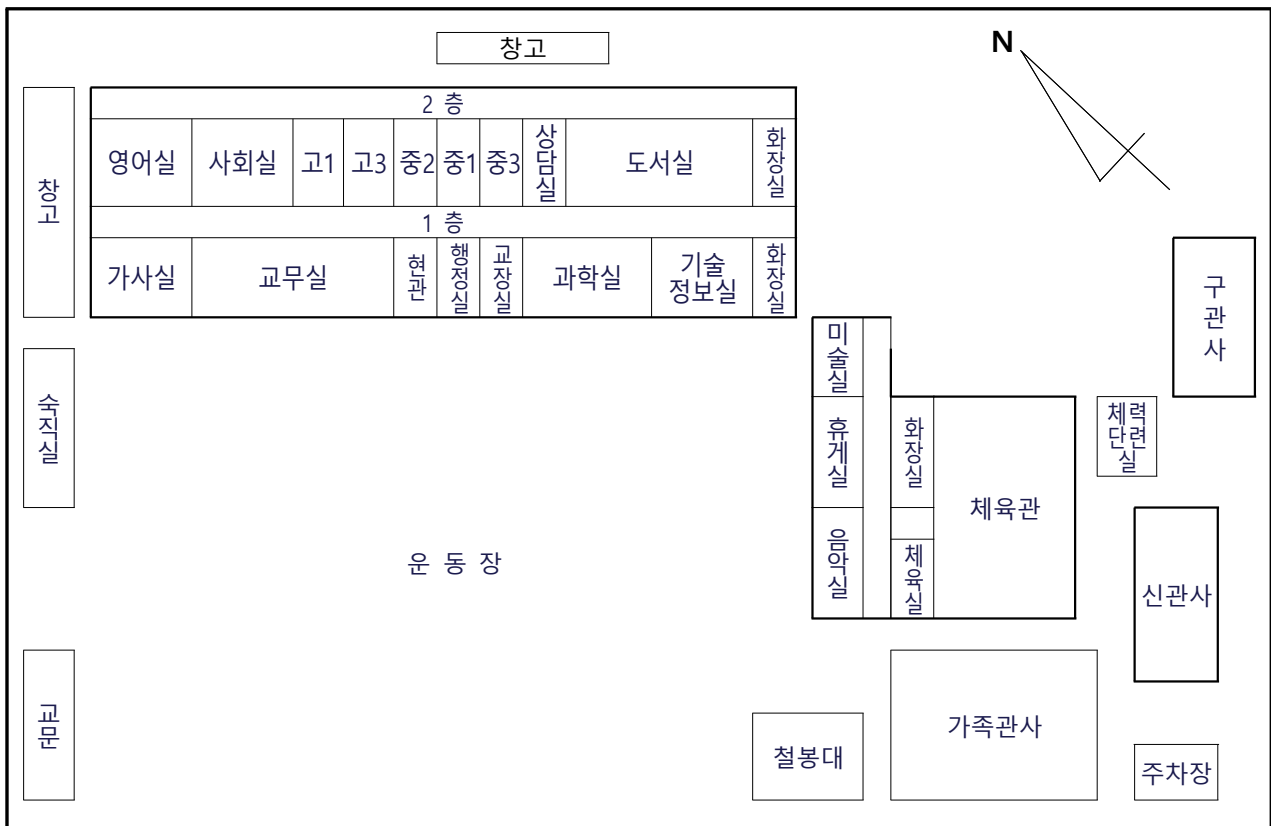 창고
N
창고
2 층
영어실 사회실 고1 고3 중2 중1 중3 상담실 도서실 화장실
1 층
가사실 교무실 현관 행정실 교장실 과학실 기술 정보실 화장실
구관사
미술실
숙직실
휴게실
화장실
체육관
체력 단련 실
음악실
체육실
운 동 장
신관사
교문
가족관사
철봉대
주차장